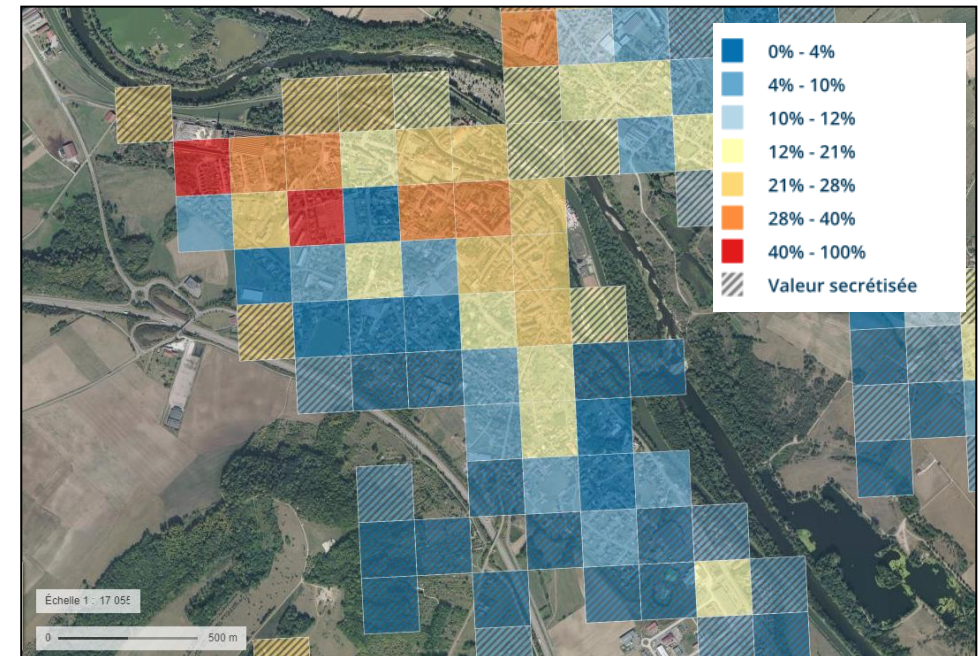 0% - 4%
4% - 10%
10% - 12%
12% - 21%
21% - 28%
28% - 40%
40% - 100%
Valeur secrétisée
Échelle 1 : 17 055
0 500 m